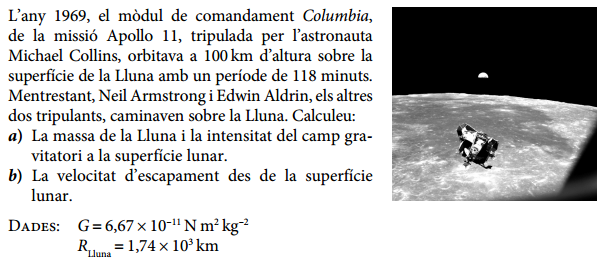 L’any 1969, el mòdul de comandament Columbia,
de la missió Apollo 11, tripulada per l’astronauta
Michael Collins, orbitava a 100 km d’altura sobre la
superfície de la Lluna amb un període de 118 minuts.
Mentrestant, Neil Armstrong i Edwin Aldrin, els altres
dos tripulants, caminaven sobre la Lluna. Calculeu:
a) La massa de la Lluna i la intensitat del camp gra-
vitatori a la superfície lunar.
b) La velocitat d’escapament des de la superfície
lunar.
DADES: G = 6,67 × 10⁻¹¹ N m² kg⁻²
R_Lluna = 1,74 × 10³ km